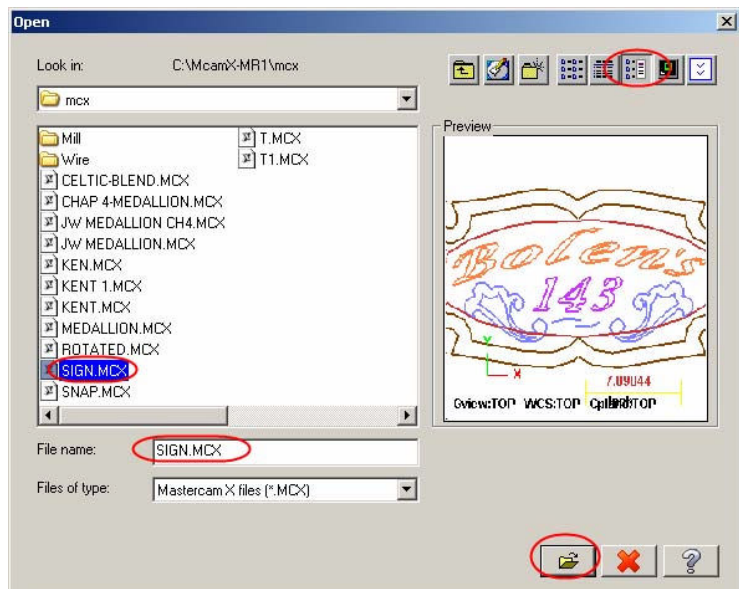 Open
Look in: C:\McamX-MR1\mcx
mcx
Mill
Wire
CELTIC-BLEND.MCX
CHAP 4-MEDALLION.MCX
JW MEDALLION CH4.MCX
JW MEDALLION.MCX
KEN.MCX
KENT 1.MCX
KENT.MCX
MEDALLION.MCX
ROTATED.MCX
SIGN.MCX
SNAP.MCX
T.MCX
T1.MCX
File name: SIGN.MCX
Files of type: Mastercam X files (*.MCX)
Preview
Bolem's
143
Y
X
7.09044
Gview:TOP WCS:TOP